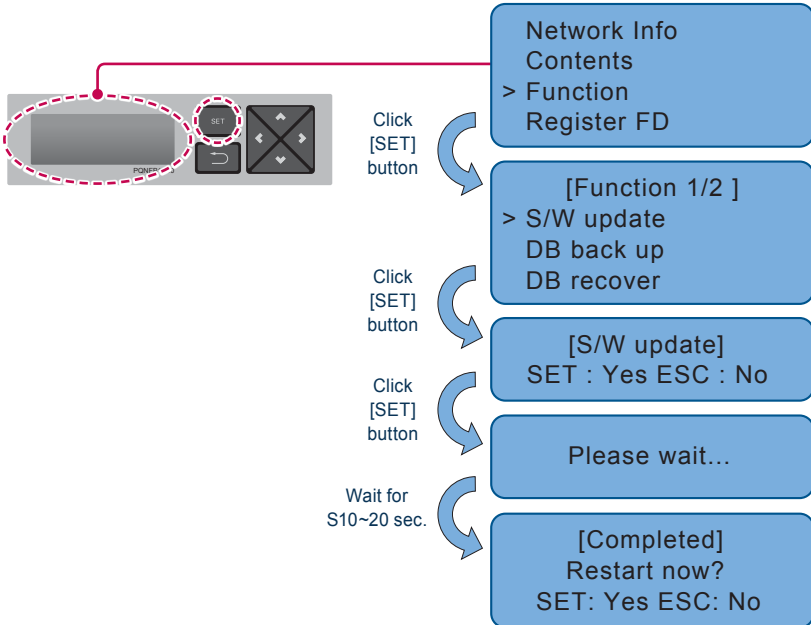 Network Info
Contents
> Function
Register FD
SET
Click
[SET]
button
[Function 1/2 ]
> S/W update
DB back up
DB recover
Click
[SET]
button
[S/W update]
SET : Yes ESC : No
Click
[SET]
button
Please wait...
Wait for
S10~20 sec.
[Completed]
Restart now?
SET: Yes ESC: No